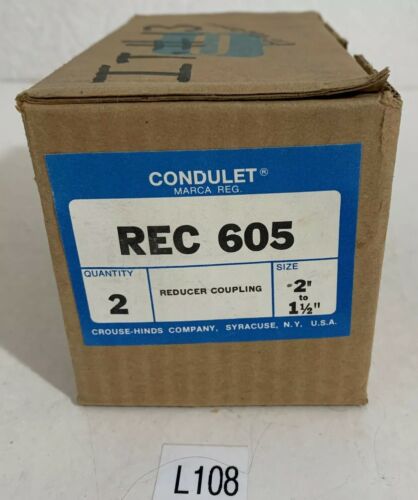 CONDULET®
MARCA REG.
REC 605
QUANTITY
2
REDUCER COUPLING
SIZE
2"
to
1½"
CROUSE-HINDS COMPANY, SYRACUSE, N.Y. U.S.A.
L108